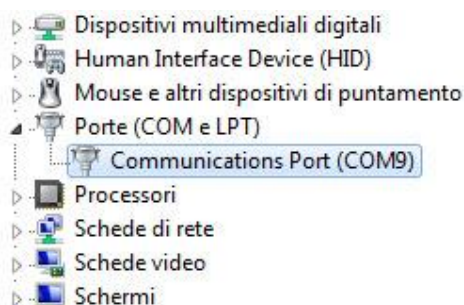 Dispositivi multimediali digitali
Human Interface Device (HID)
Mouse e altri dispositivi di puntamento
Porte (COM e LPT)
Communications Port (COM9)
Processori
Schede di rete
Schede video
Schermi